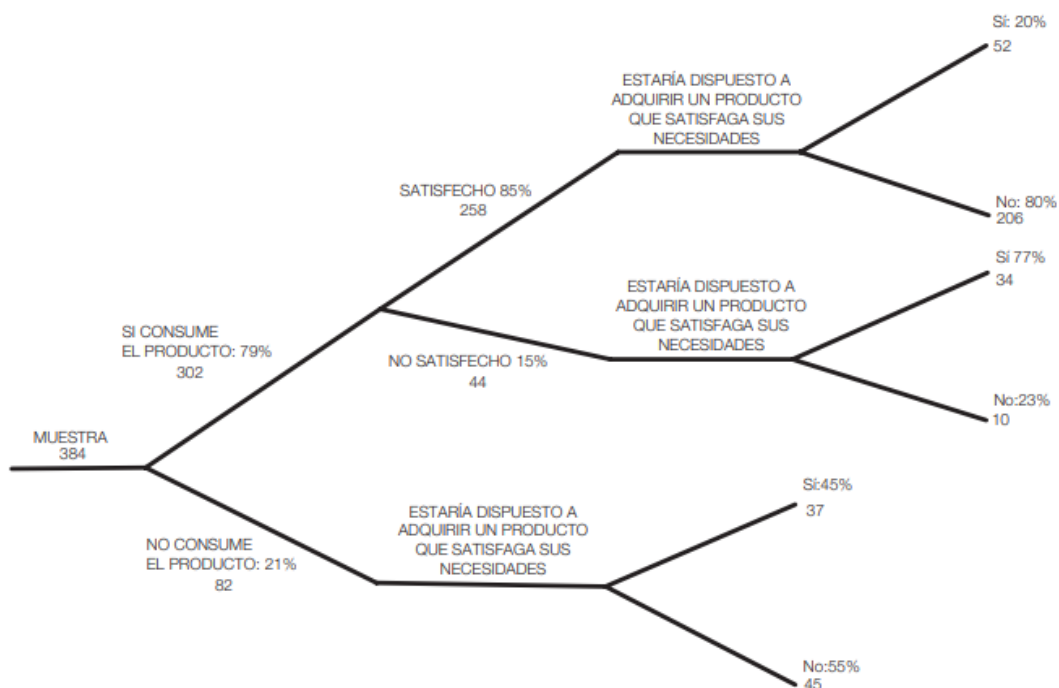 Sí: 20%
52
ESTARÍA DISPUESTO A
ADQUIRIR UN PRODUCTO
QUE SATISFAGA SUS
NECESIDADES
SATISFECHO 85%
258
No: 80%
206
Sí 77%
34
ESTARÍA DISPUESTO A
ADQUIRIR UN PRODUCTO
QUE SATISFAGA SUS
NECESIDADES
SI CONSUME
EL PRODUCTO: 79%
302
NO SATISFECHO 15%
44
No:23%
10
MUESTRA
384
Sí:45%
37
ESTARÍA DISPUESTO A
ADQUIRIR UN PRODUCTO
QUE SATISFAGA SUS
NECESIDADES
NO CONSUME
EL PRODUCTO: 21%
82
No:55%
45